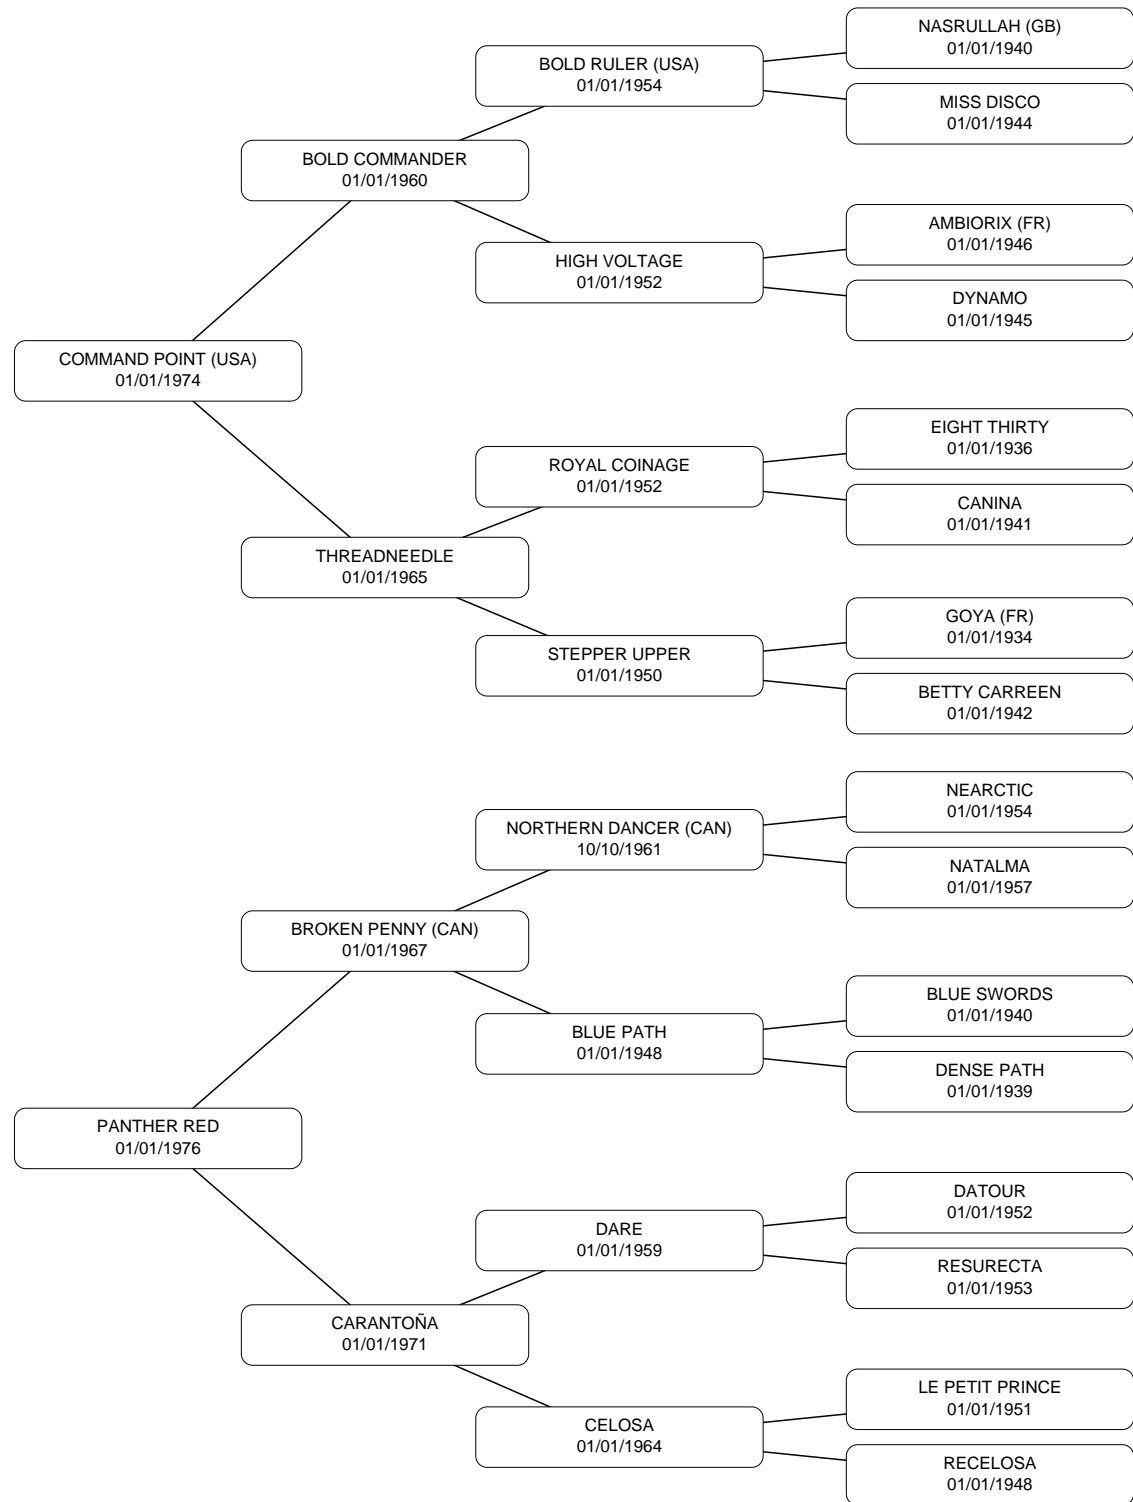 NASRULLAH (GB)
01/01/1940
BOLD RULER (USA)
01/01/1954
MISS DISCO
01/01/1944
BOLD COMMANDER
01/01/1960
AMBIORIX (FR)
01/01/1946
HIGH VOLTAGE
01/01/1952
DYNAMO
01/01/1945
COMMAND POINT (USA)
01/01/1974
EIGHT THIRTY
01/01/1936
ROYAL COINAGE
01/01/1952
CANINA
01/01/1941
THREADNEEDLE
01/01/1965
GOYA (FR)
01/01/1934
STEPPER UPPER
01/01/1950
BETTY CARREEN
01/01/1942
NEARCTIC
01/01/1954
NORTHERN DANCER (CAN)
10/10/1961
NATALMA
01/01/1957
BROKEN PENNY (CAN)
01/01/1967
BLUE SWORDS
01/01/1940
BLUE PATH
01/01/1948
DENSE PATH
01/01/1939
PANTHER RED
01/01/1976
DATOUR
01/01/1952
DARE
01/01/1959
RESURECTA
01/01/1953
CARANTOÑA
01/01/1971
LE PETIT PRINCE
01/01/1951
CELOSA
01/01/1964
RECELOSA
01/01/1948